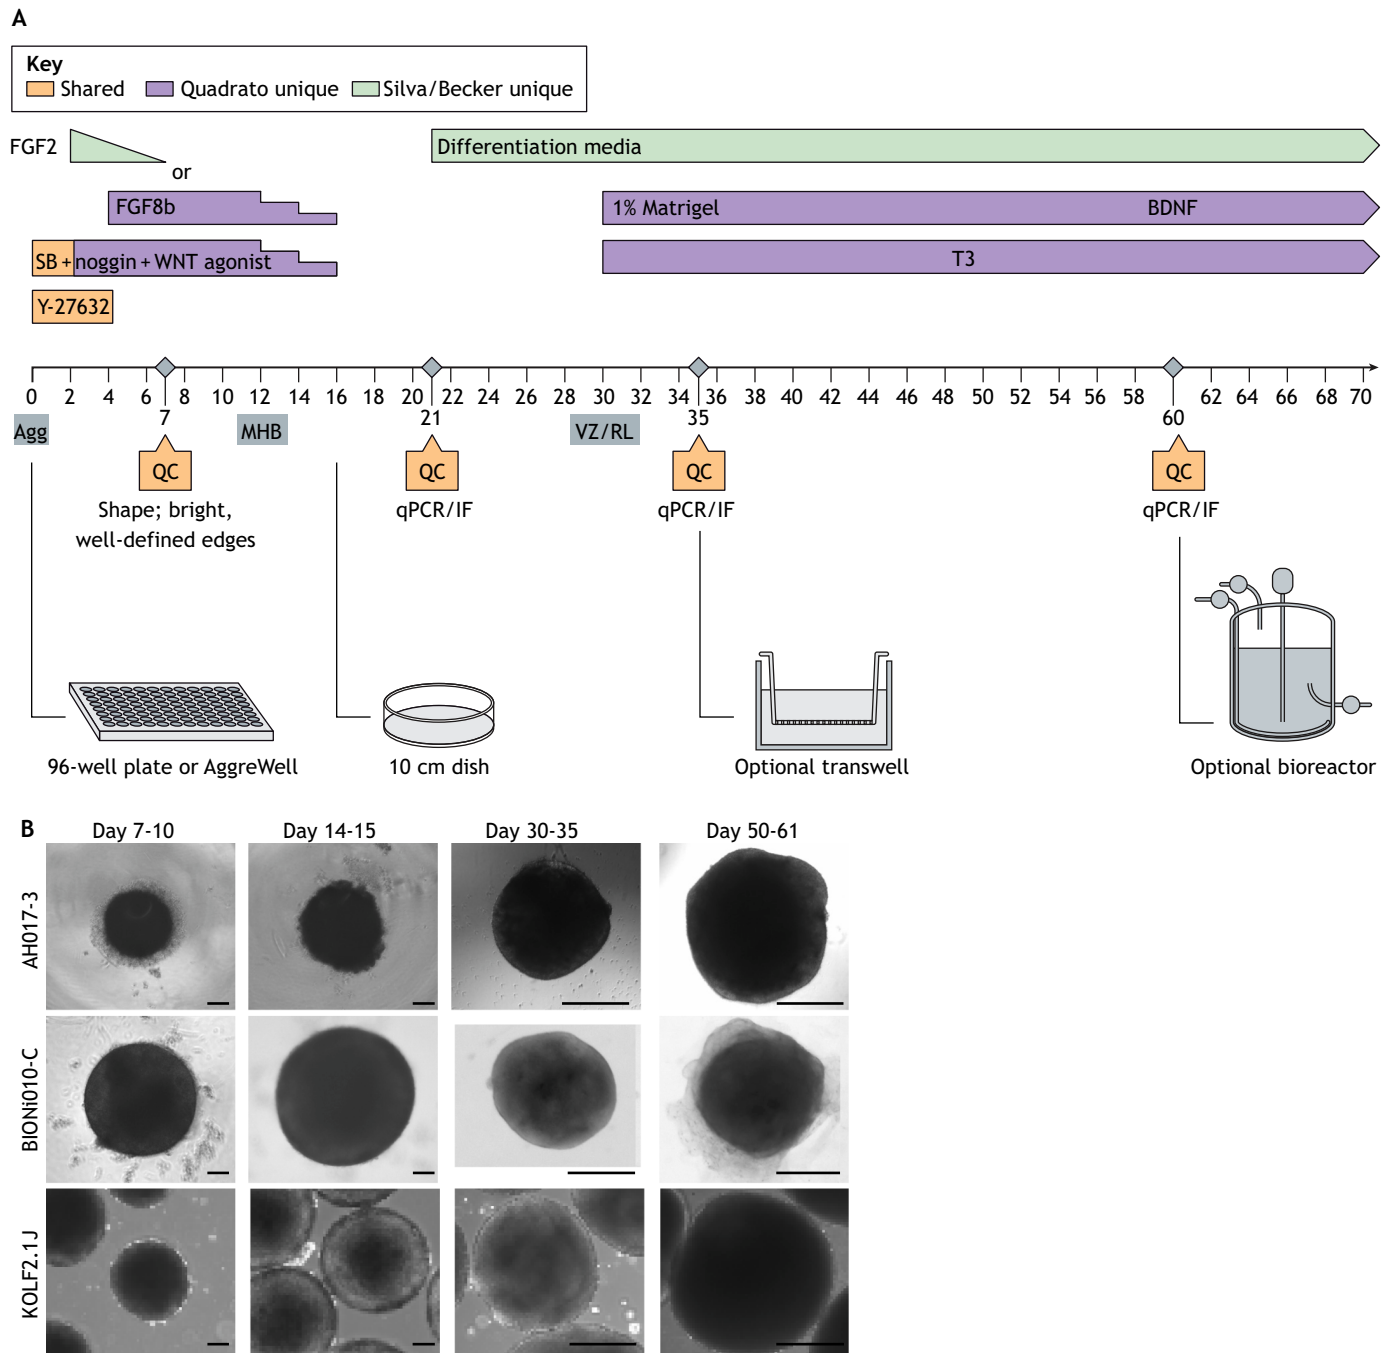 A
Key
Shared Quadrato unique Silva/Becker unique
FGF2
Differentiation media
or
FGF8b
1% Matrigel BDNF
SB + noggin + WNT agonist
T3
Y-27632
0 2 4 6 8 10 12 14 16 18 20 22 24 26 28 30 32 34 36 38 40 42 44 46 48 50 52 54 56 58 62 64 66 68 70
7 21 35 60
Agg MHB VZ/RL
QC QC QC QC
Shape; bright, qPCR/IF qPCR/IF qPCR/IF
well-defined edges
96-well plate or AggreWell 10 cm dish Optional transwell Optional bioreactor
B
Day 7-10 Day 14-15 Day 30-35 Day 50-61
AH017-3
BIONi010-C
KOLF2.1J